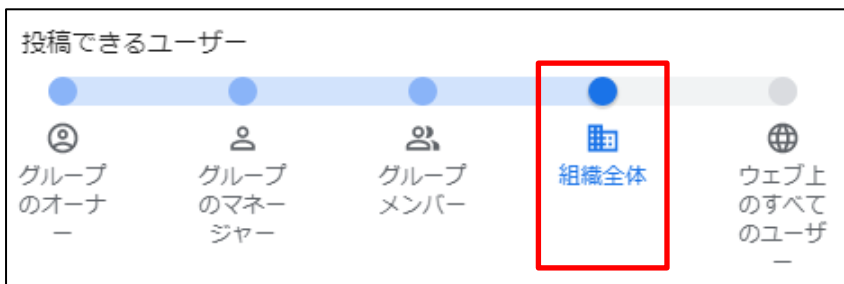 投稿できるユーザー
グループ
のオーナ
ー
グループ
のマネー
ジャー
グループ
メンバー
組織全体
ウェブ上
のすべて
のユーザ
ー